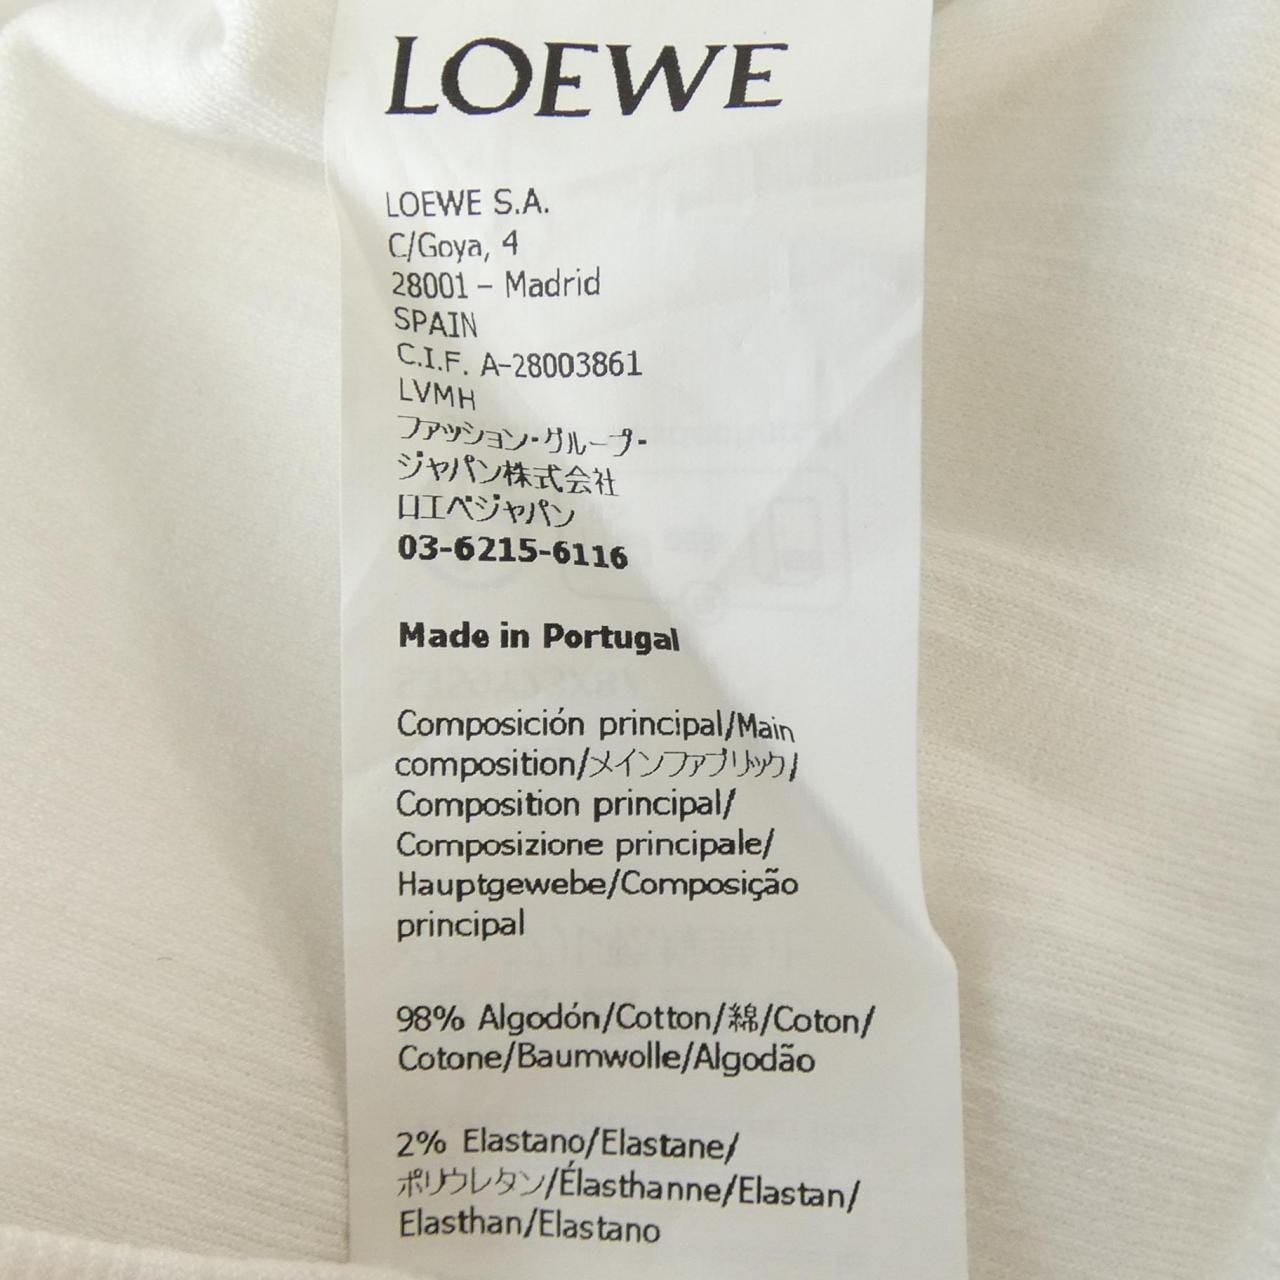 LOEWE
LOEWE S.A.
C/Goya, 4
28001 – Madrid
SPAIN
C.I.F. A-28003861
LVMH
ファッション・グループ・
ジャパン株式会社
ロエベジャパン
03-6215-6116
Made in Portugal
Composición principal/Main
composition/メインファブリック/
Composition principal/
Composizione principale/
Hauptgewebe/Composição
principal
98% Algodón/Cotton/綿/Coton/
Cotone/Baumwolle/Algodão
2% Elastano/Elastane/
ポリウレタン/Élasthanne/Elastan/
Elasthan/Elastano